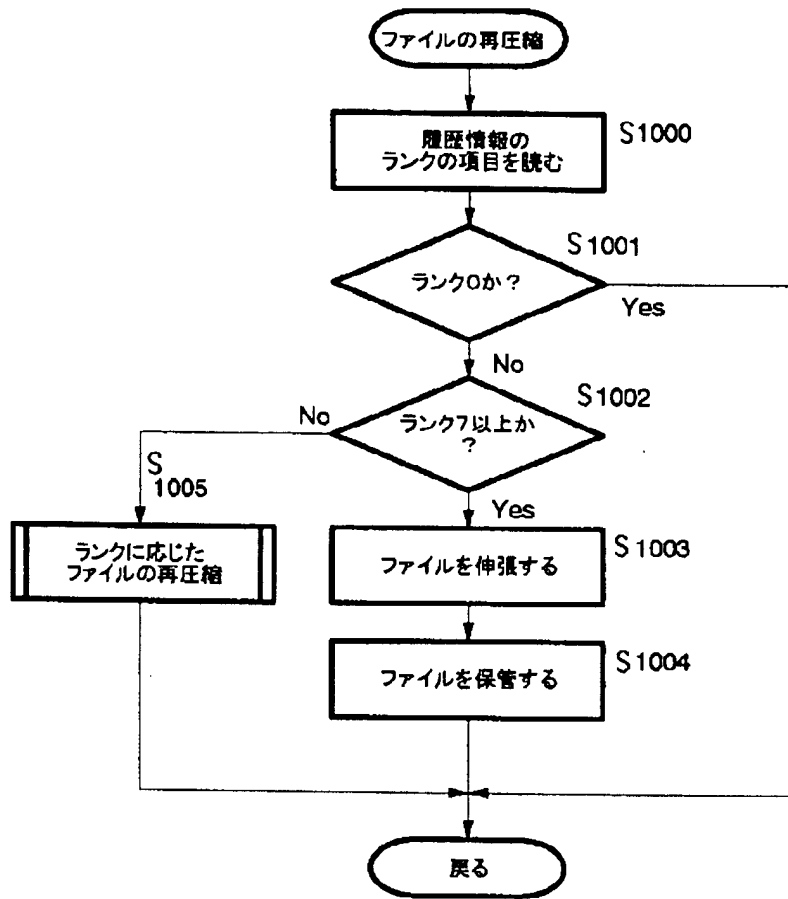 ファイルの再圧縮
履歴情報の
ランクの項目を読む
S1000
S1001
ランク0か?
Yes
No
S1002
No
ランク7以上か
?
S
1005
Yes
ランクに応じた
ファイルの再圧縮
ファイルを伸張する
S1003
ファイルを保管する
S1004
戻る